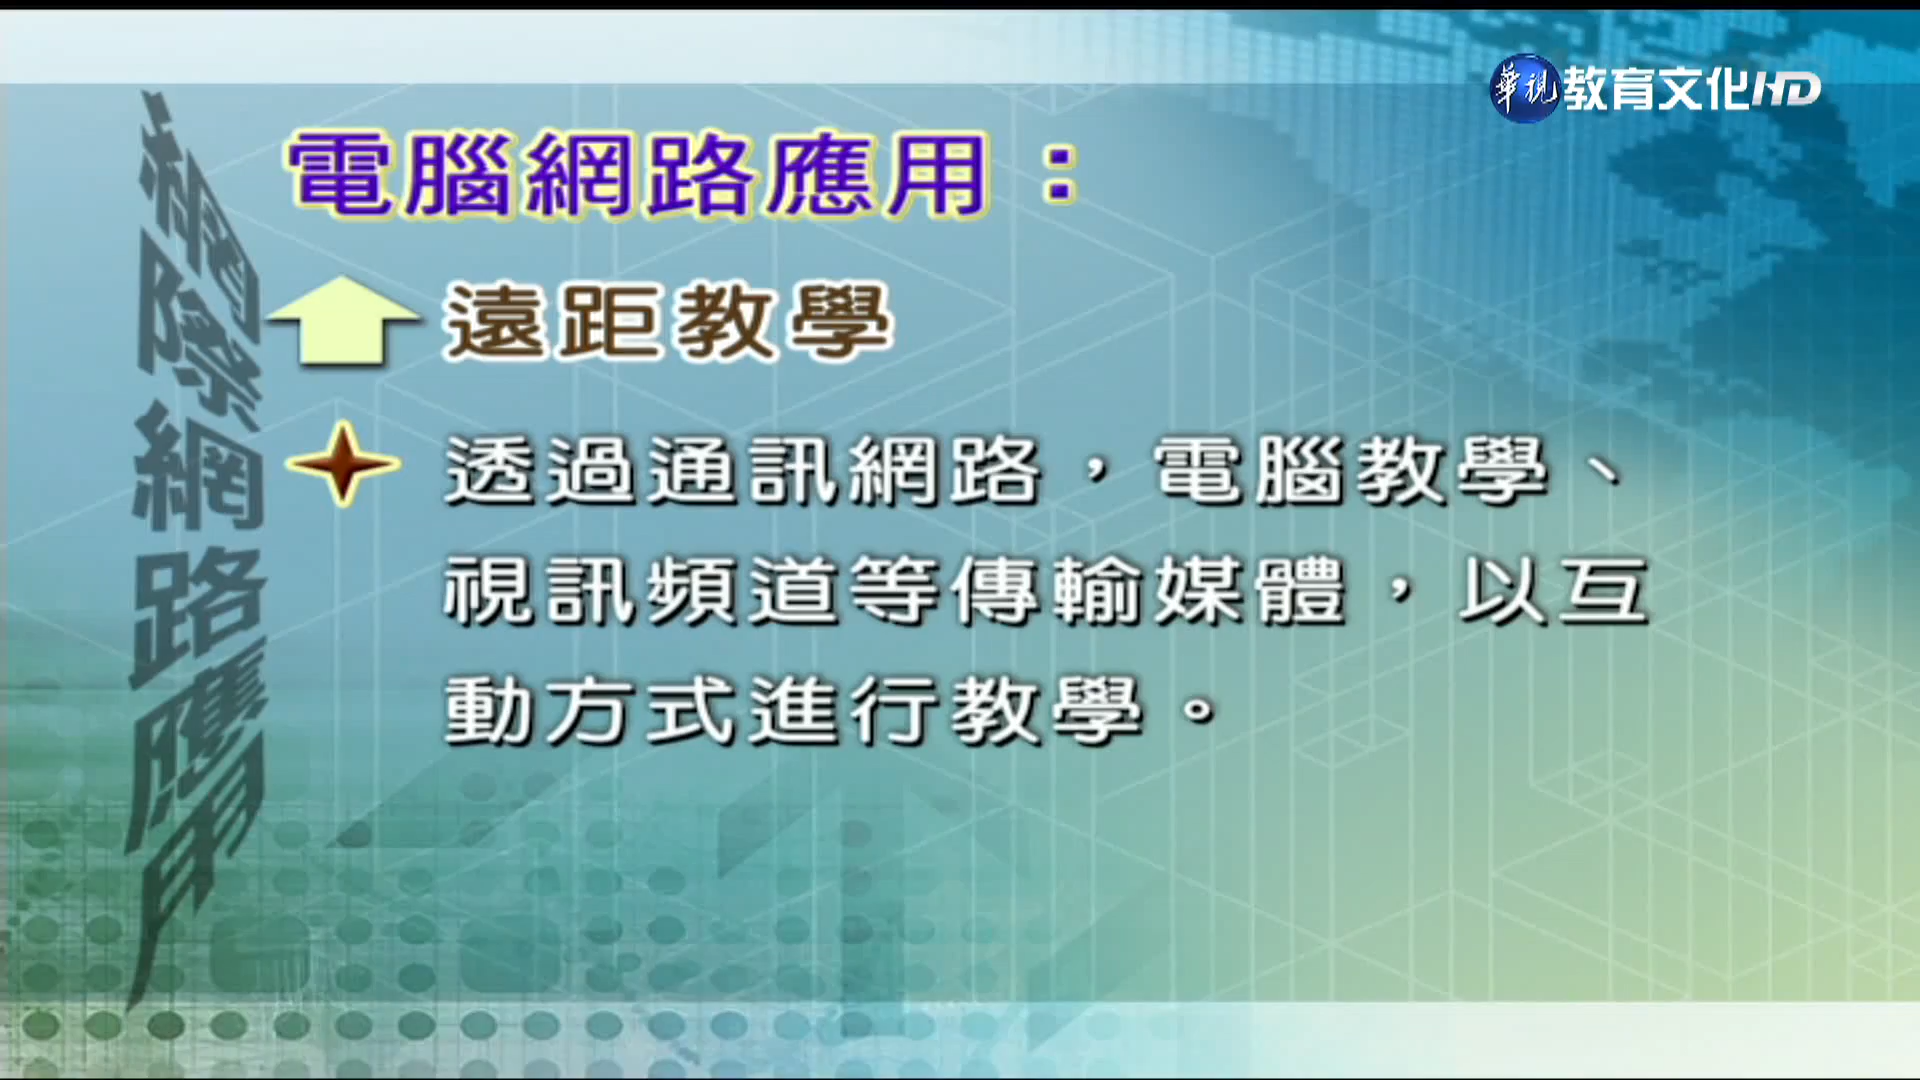 華視 教育文化HD
電腦網路應用：
遠距教學
透過通訊網路，電腦教學、
視訊頻道等傳輸媒體，以互
動方式進行教學。
網際網路應用